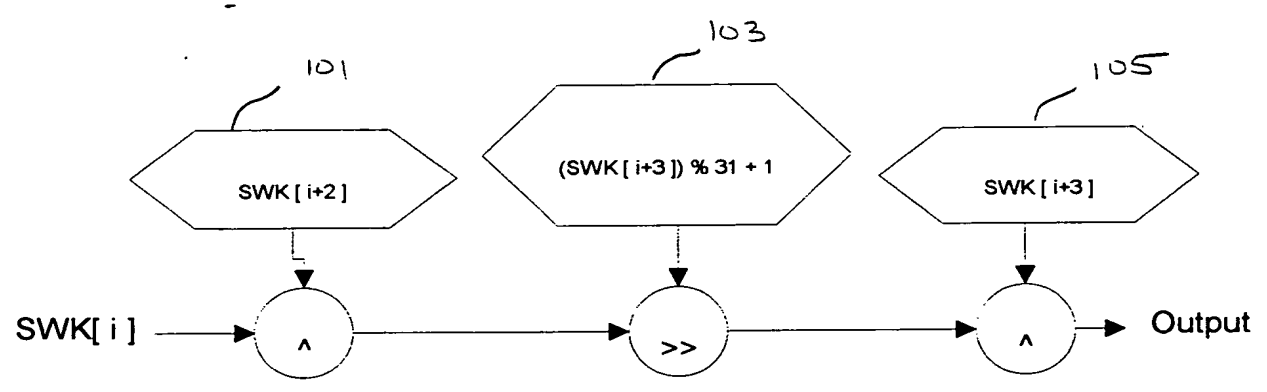 103
101
105
SWK [ i+2 ]
(SWK [ i+3 ]) % 31 + 1
SWK [ i+3 ]
SWK[ i ]
^
>>
^
Output